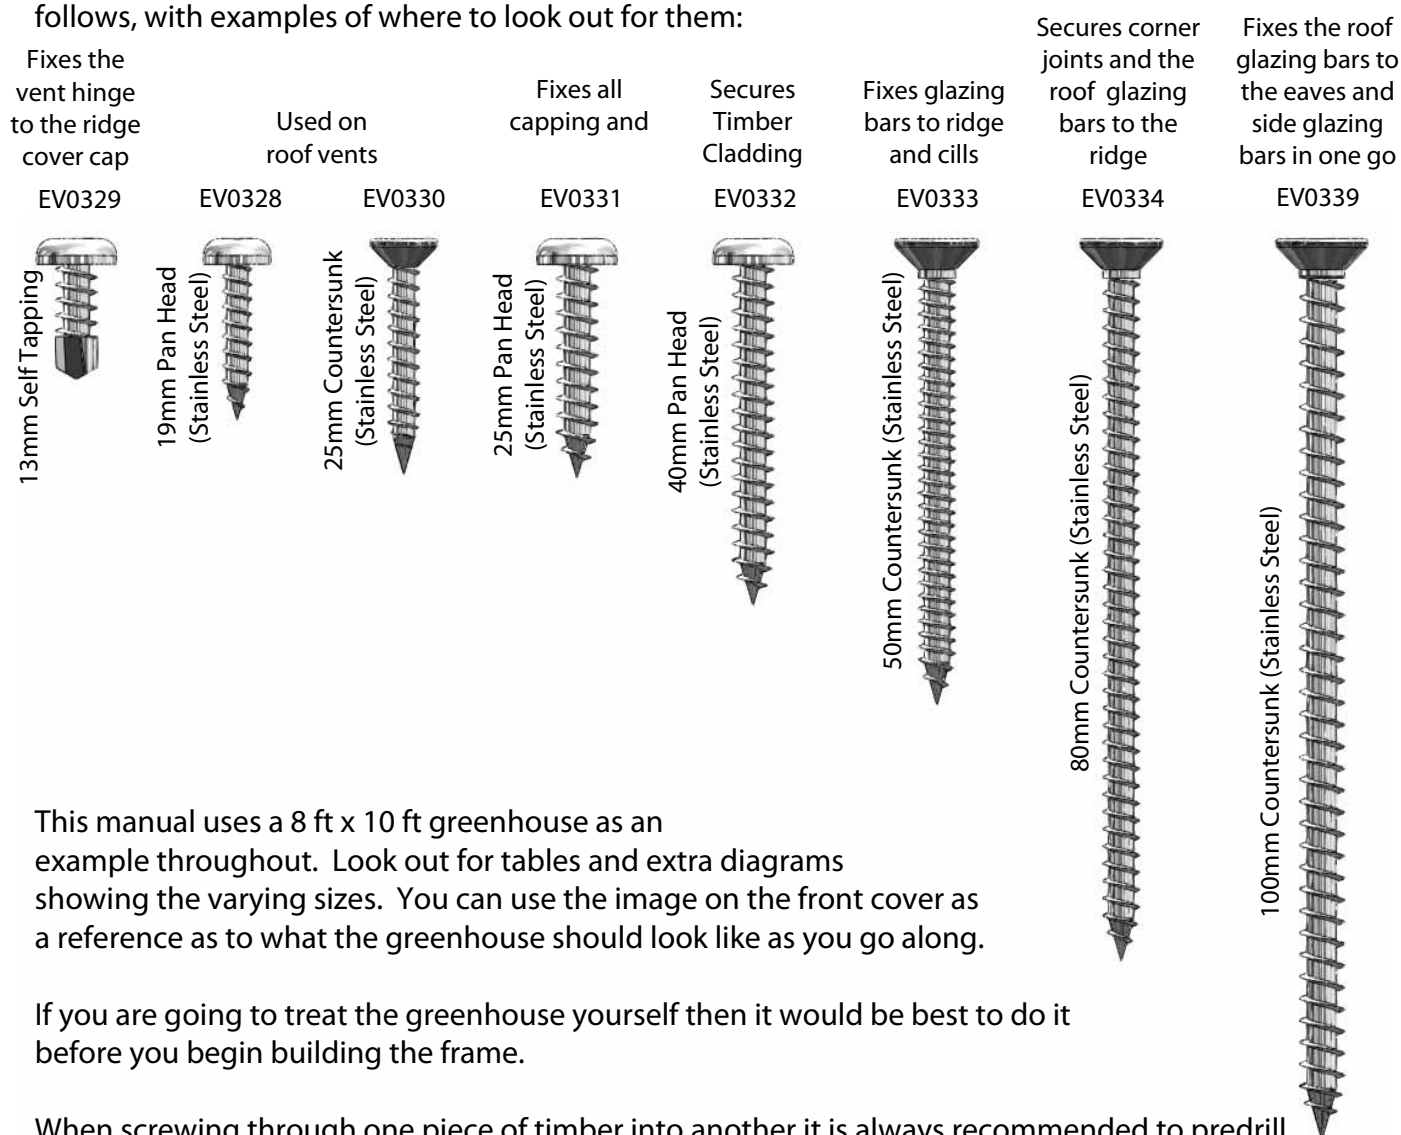 follows, with examples of where to look out for them:
Fixes the
vent hinge
to the ridge
cover cap
EV0329
13mm Self Tapping
Used on
roof vents
EV0328
19mm Pan Head
(Stainless Steel)
EV0330
25mm Countersunk
(Stainless Steel)
Fixes all
capping and
EV0331
25mm Pan Head
(Stainless Steel)
Secures
Timber
Cladding
EV0332
40mm Pan Head
(Stainless Steel)
Fixes glazing
bars to ridge
and cills
EV0333
50mm Countersunk (Stainless Steel)
Secures corner
joints and the
roof glazing
bars to the
ridge
EV0334
80mm Countersunk (Stainless Steel)
Fixes the roof
glazing bars to
the eaves and
side glazing
bars in one go
EV0339
100mm Countersunk (Stainless Steel)
This manual uses a 8 ft x 10 ft greenhouse as an
example throughout. Look out for tables and extra diagrams
showing the varying sizes. You can use the image on the front cover as
a reference as to what the greenhouse should look like as you go along.
If you are going to treat the greenhouse yourself then it would be best to do it
before you begin building the frame.
When screwing through one piece of timber into another it is always recommended to predrill